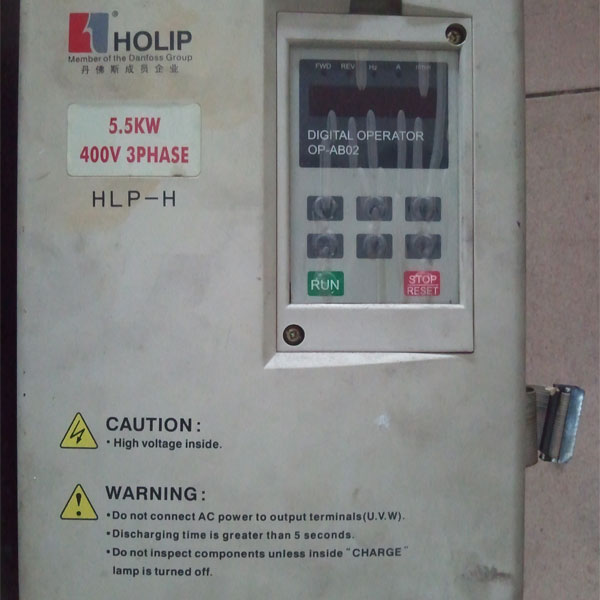 HOLIP
Member of the Danfoss Group
丹佛斯成员企业
5.5KW
400V 3PHASE
HLP-H
FWD REV Hz A r/min
DIGITAL OPERATOR
OP-AB02
RUN
STOP
RESET
CAUTION:
• High voltage inside.
WARNING:
• Do not connect AC power to output terminals(U.V.W).
• Discharging time is greater than 5 seconds.
• Do not inspect components unless inside "CHARGE"
lamp is turned off.